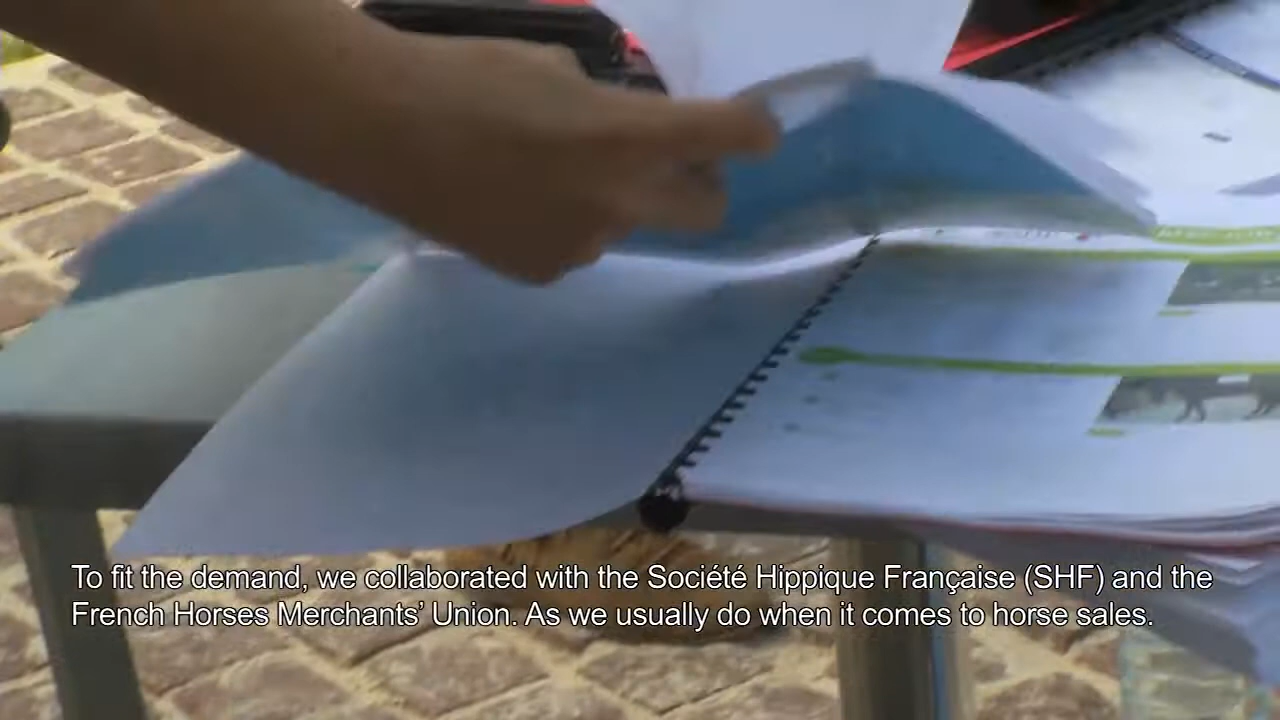 To fit the demand, we collaborated with the Société Hippique Française (SHF) and the
French Horses Merchants’ Union. As we usually do when it comes to horse sales.